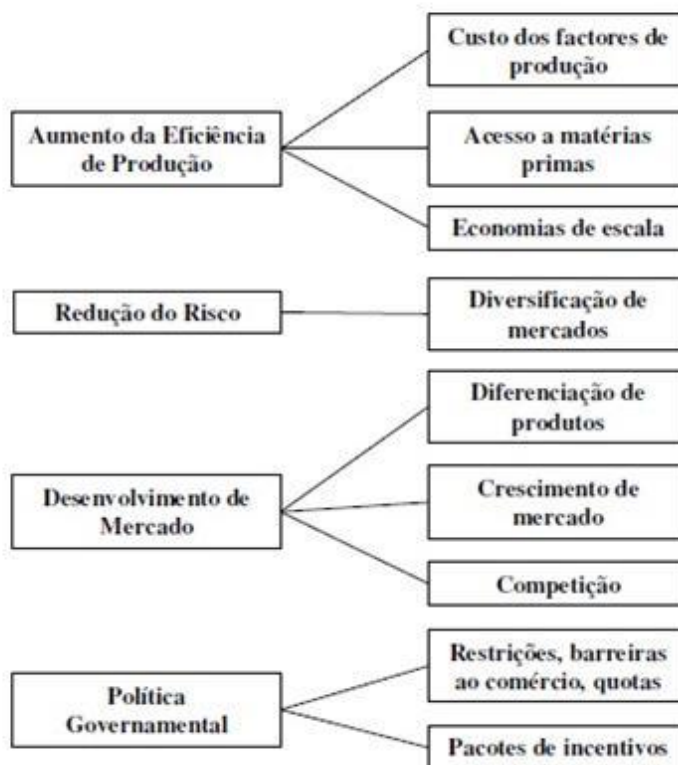 Aumento da Eficiência
de Produção
Custo dos factores de
produção
Acesso a matérias
primas
Economias de escala
Redução do Risco
Diversificação de
mercados
Desenvolvimento de
Mercado
Diferenciação de
produtos
Crescimento de
mercado
Competição
Política
Governamental
Restrições, barreiras
ao comércio, quotas
Pacotes de incentivos